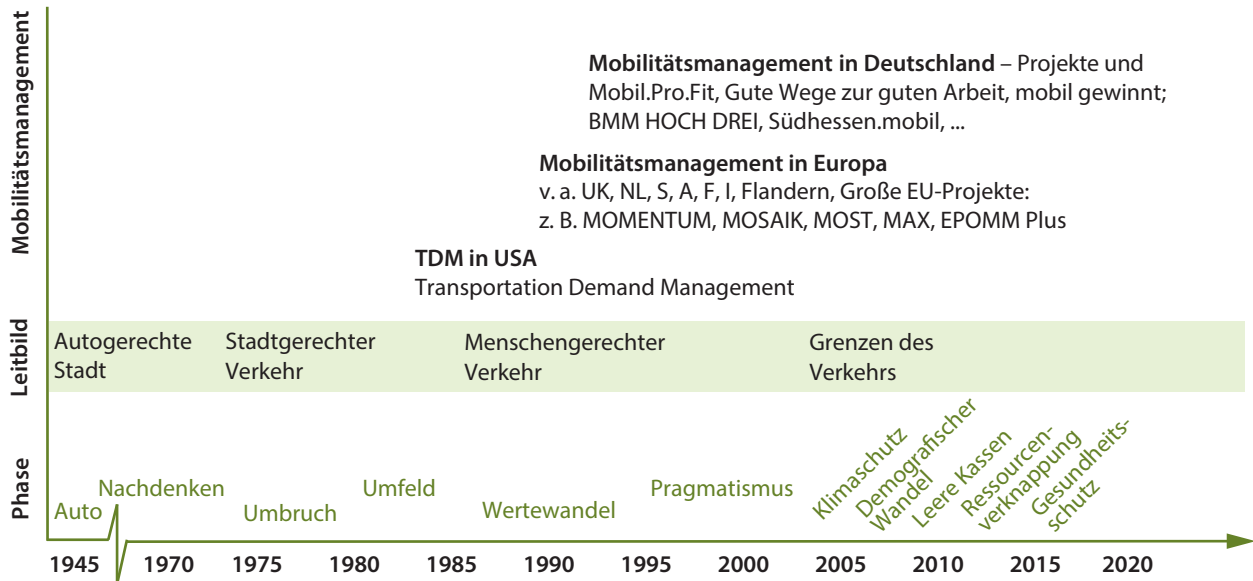 Mobilitätsmanagement
Mobilitätsmanagement in Deutschland – Projekte und
Mobil.Pro.Fit, Gute Wege zur guten Arbeit, mobil gewinnt;
BMM HOCH DREI, Südhessen.mobil, ...
Mobilitätsmanagement in Europa
v. a. UK, NL, S, A, F, I, Flandern, Große EU-Projekte:
z. B. MOMENTUM, MOSAIK, MOST, MAX, EPOMM Plus
TDM in USA
Transportation Demand Management
Leitbild
Autogerechte
Stadt
Stadtgerechter
Verkehr
Menschengerechter
Verkehr
Grenzen des
Verkehrs
Phase
Auto
Nachdenken
Umbruch
Umfeld
Wertewandel
Pragmatismus
Klimaschutz
Demografischer
Wandel
Leere Kassen
Ressourcen-
verknappung
Gesundheits-
schutz
1945 1970 1975 1980 1985 1990 1995 2000 2005 2010 2015 2020